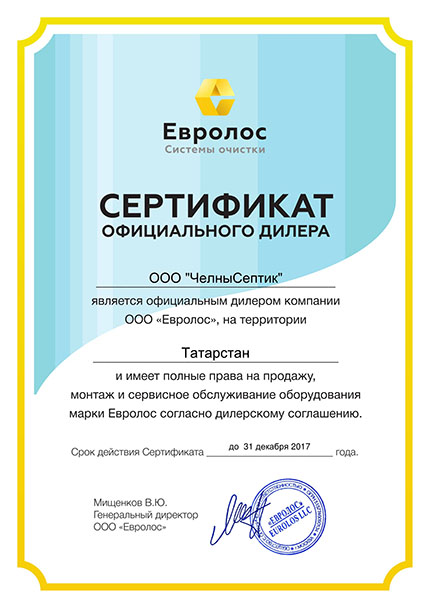 Евролос
Системы очистки
СЕРТИФИКАТ
ОФИЦИАЛЬНОГО ДИЛЕРА
ООО "ЧелныСептик"
является официальным дилером компании
ООО «Евролос», на территории
Татарстан
и имеет полные права на продажу,
монтаж и сервисное обслуживание оборудования
марки Евролос согласно дилерскому соглашению.
Срок действия Сертификата до 31 декабря 2017 года.
Мищенков В.Ю.
Генеральный директор
ООО «Евролос»
«ЕВРОЛОС»
EUROLOS LLC